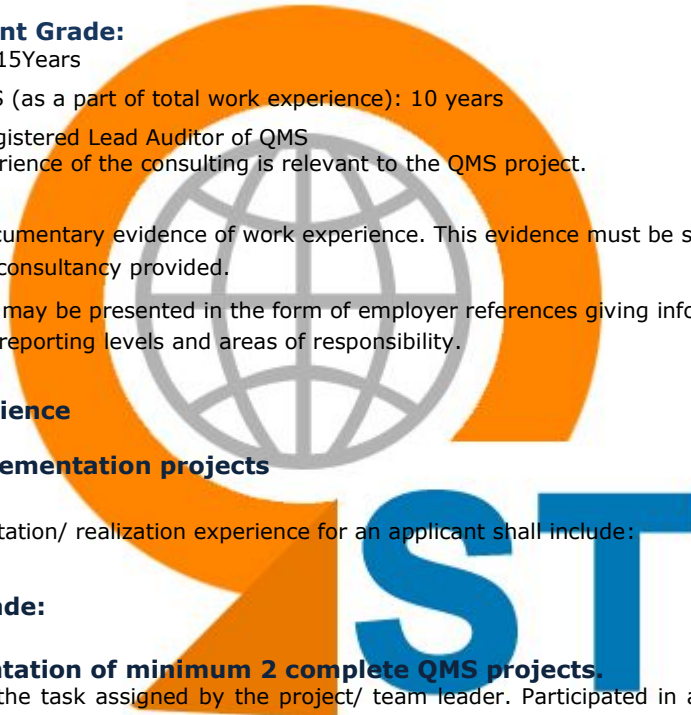 nt Grade:
15Years
S (as a part of total work experience): 10 years
gistered Lead Auditor of QMS
rience of the consulting is relevant to the QMS project.
cumentary evidence of work experience. This evidence must be s
consultancy provided.
may be presented in the form of employer references giving info
reporting levels and areas of responsibility.
ience
ementation projects
tation/ realization experience for an applicant shall include:
ST
ade:
ntation of minimum 2 complete QMS projects.
the task assigned by the project/ team leader. Participated in a